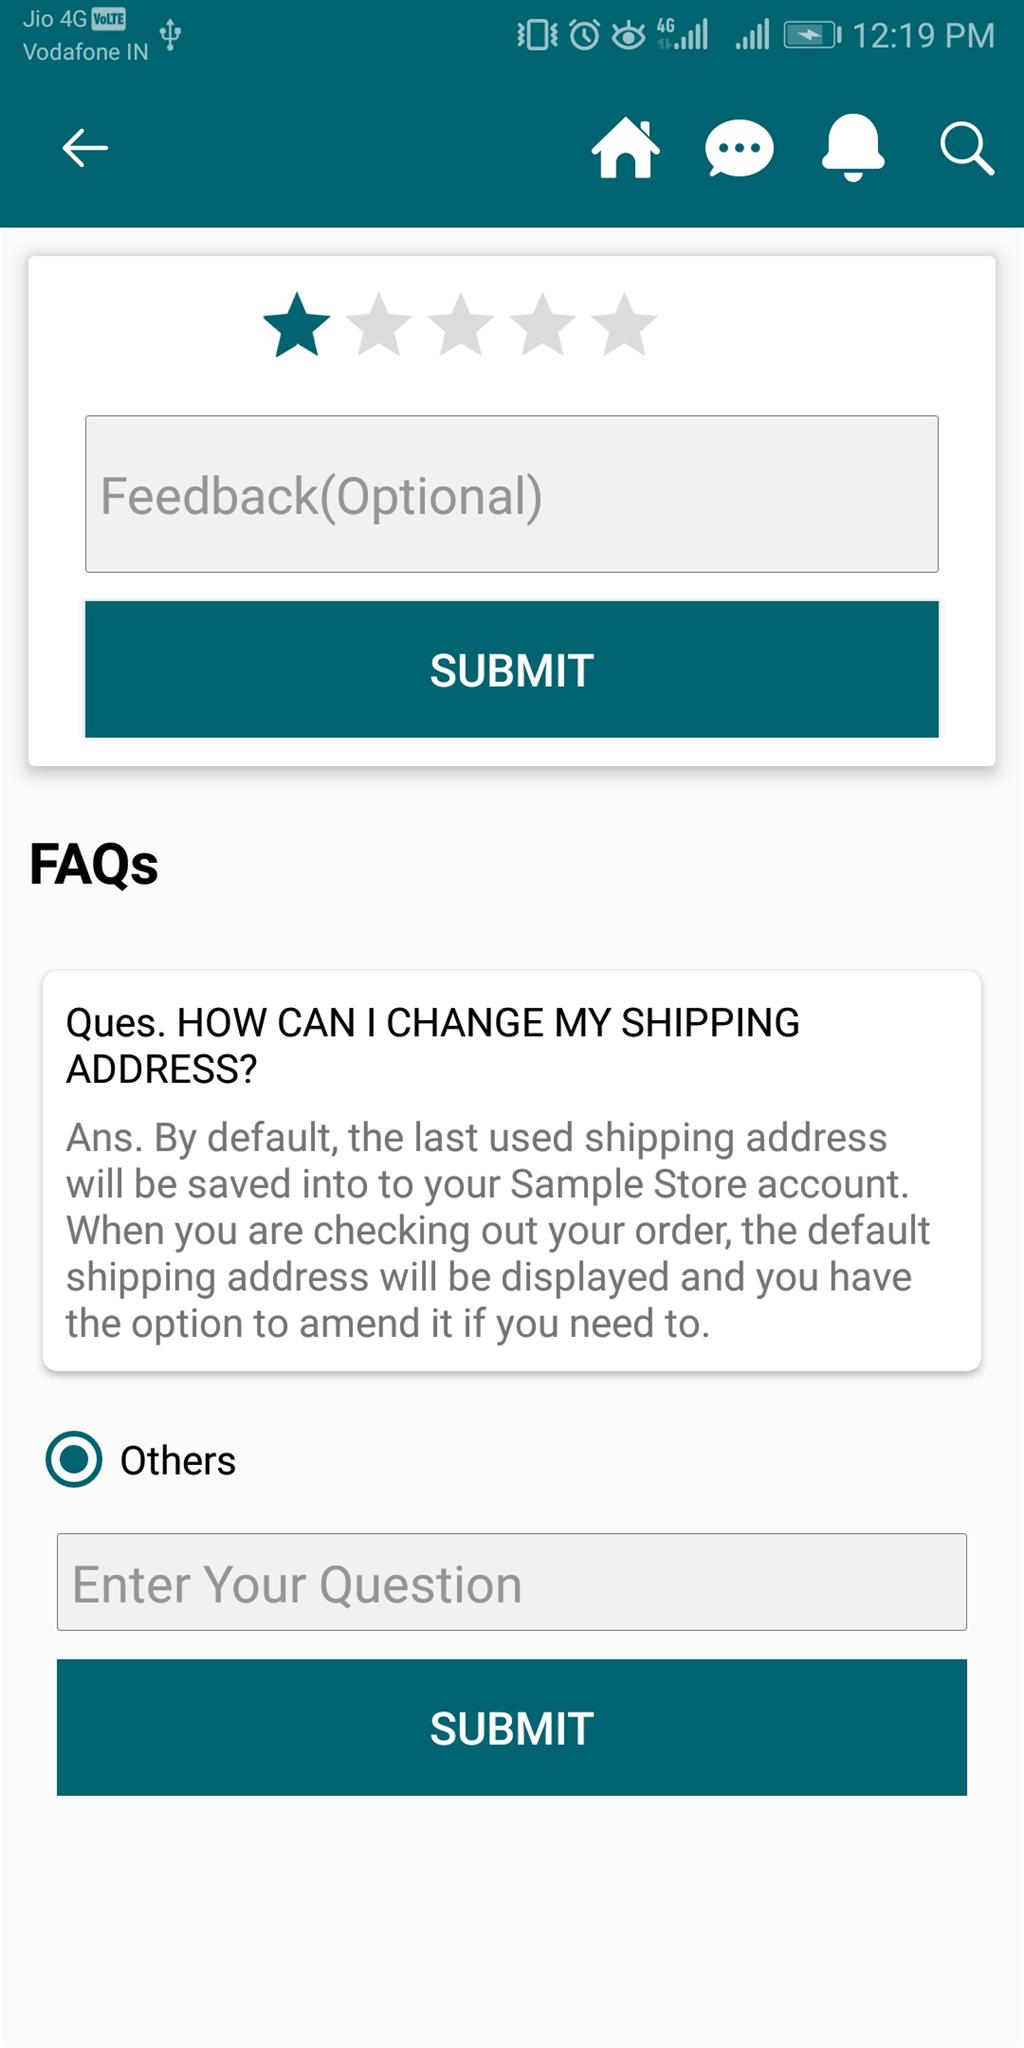 Jio 4G VoLTE
Vodafone IN
4G
12:19 PM
Feedback(Optional)
SUBMIT
FAQs
Ques. HOW CAN I CHANGE MY SHIPPING
ADDRESS?
Ans. By default, the last used shipping address
will be saved into to your Sample Store account.
When you are checking out your order, the default
shipping address will be displayed and you have
the option to amend it if you need to.
Others
Enter Your Question
SUBMIT